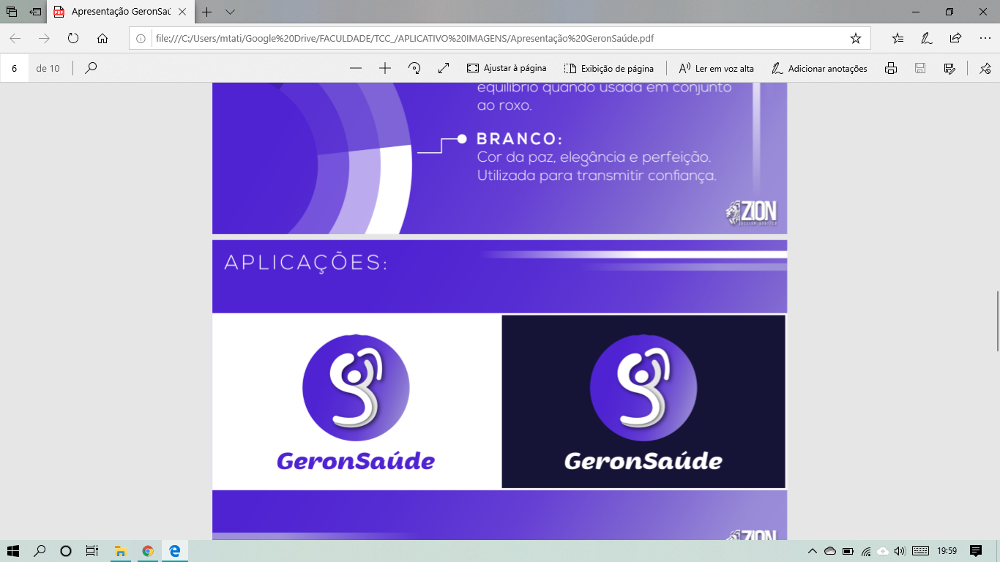 Apresentação GeronSaú
file:///C:/Users/mtati/Google%20Drive/FACULDADE/TCC_/APLICATIVO%20IMAGENS/Apresentação%20GeronSaúde.pdf
6 de 10
Ajustar à página
Exibição de página
Ler em voz alta
Adicionar anotações
equilíbrio quando usada em conjunto
ao roxo.
BRANCO:
Cor da paz, elegância e perfeição.
Utilizada para transmitir confiança.
ZION
DESIGN GRÁFICO
APLICAÇÕES:
GeronSaúde
GeronSaúde
ZION
19:59